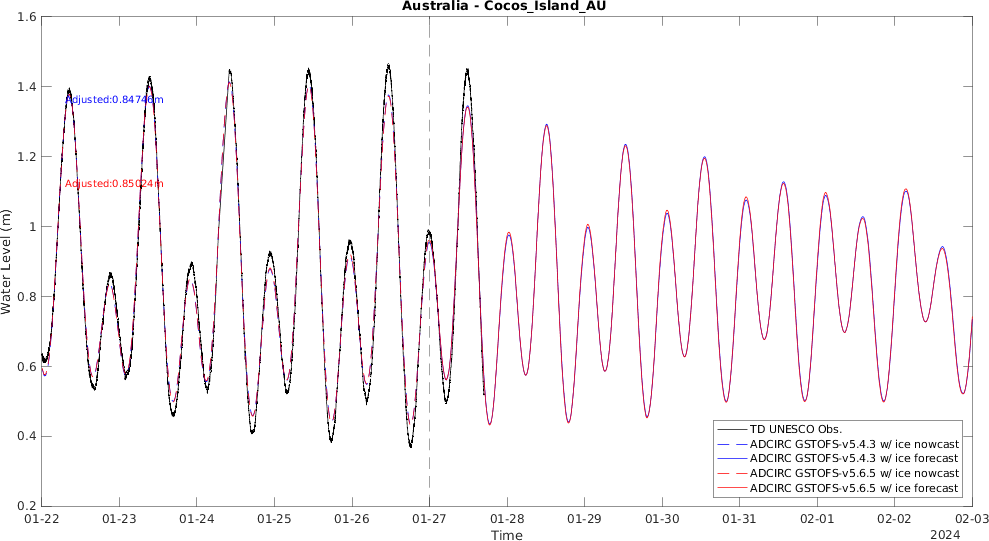 Australia - Cocos_Island_AU
1.6
1.4
1.2
1
0.8
0.6
0.4
0.2
Water Level (m)
Adjusted:0.84746m
Adjusted:0.85024m
TD UNESCO Obs.
ADCIRC GSTOFS-v5.4.3 w/ ice nowcast
ADCIRC GSTOFS-v5.4.3 w/ ice forecast
ADCIRC GSTOFS-v5.6.5 w/ ice nowcast
ADCIRC GSTOFS-v5.6.5 w/ ice forecast
01-22 01-23 01-24 01-25 01-26 01-27 01-28 01-29 01-30 01-31 02-01 02-02 02-03
Time
2024